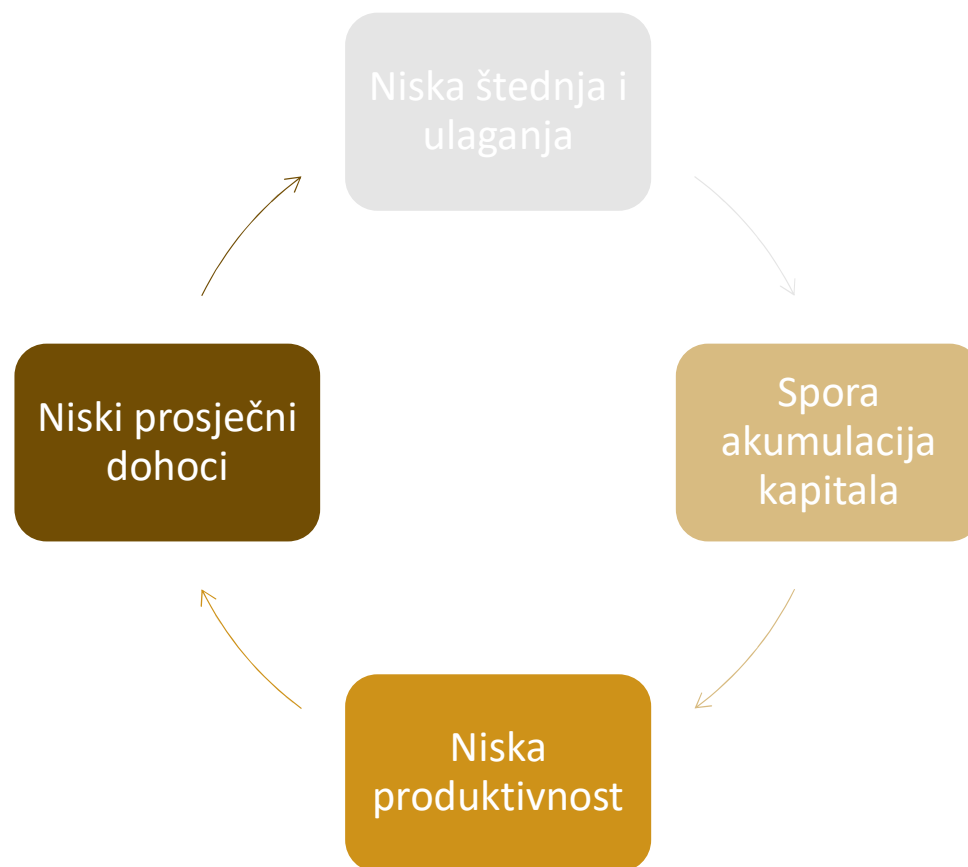 Niska štednja i
ulaganja
Spora
akumulacija
kapitala
Niska
produktivnost
Niski prosječni
dohoci